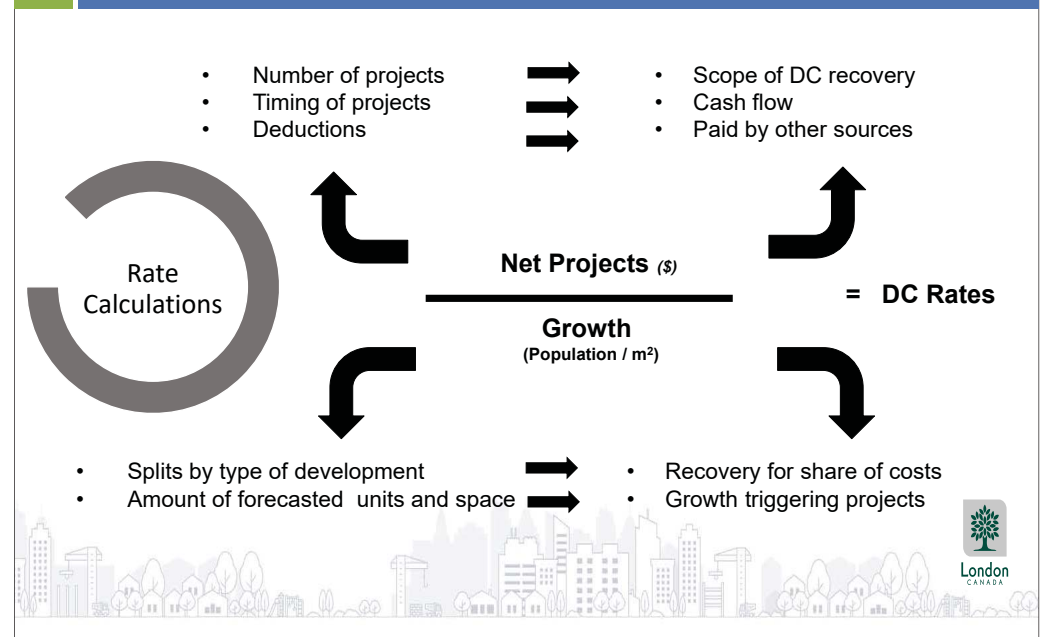 • Number of projects
• Timing of projects
• Deductions
• Scope of DC recovery
• Cash flow
• Paid by other sources
Rate
Calculations
Net Projects ($)
Growth
(Population / m²)
= DC Rates
• Splits by type of development
• Amount of forecasted units and space
• Recovery for share of costs
• Growth triggering projects
London
CANADA